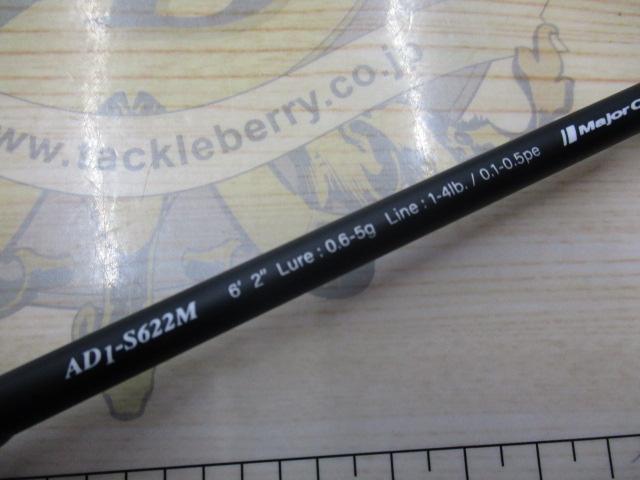 www.tackleberry.co.jp
AD1-S622M 6' 2" Lure : 0.6-5g Line : 1-4lb. / 0.1-0.5pe Major